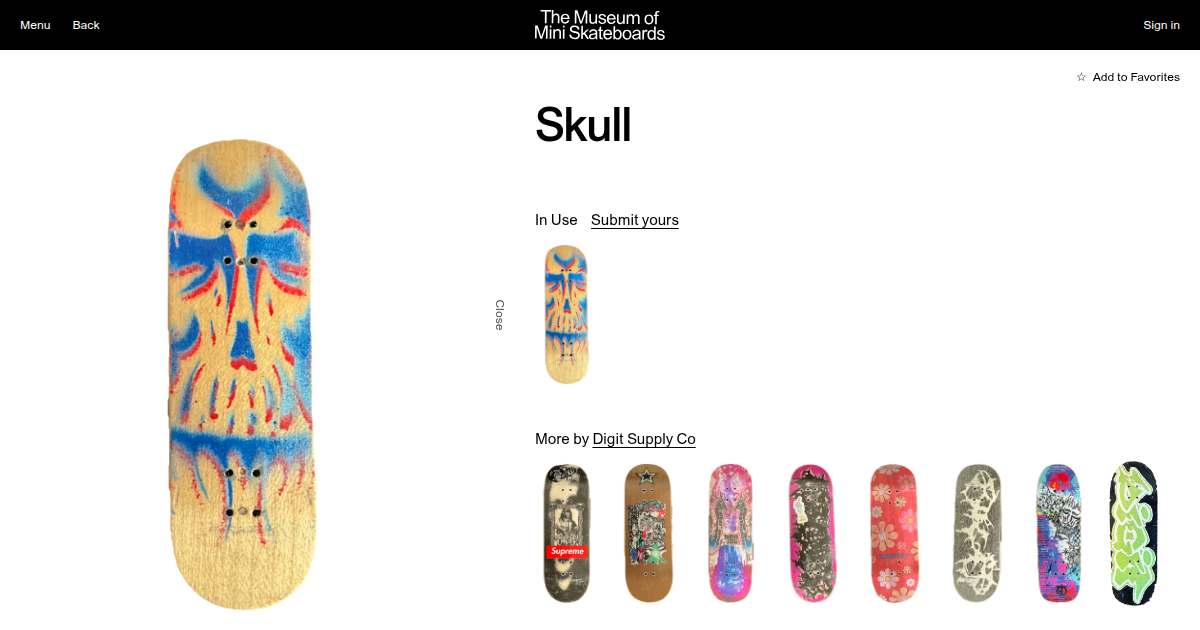 Menu
Back
The Museum of
Mini Skateboards
Sign in
☆ Add to Favorites
Skull
In Use
Submit yours
Close
More by Digit Supply Co
Supreme